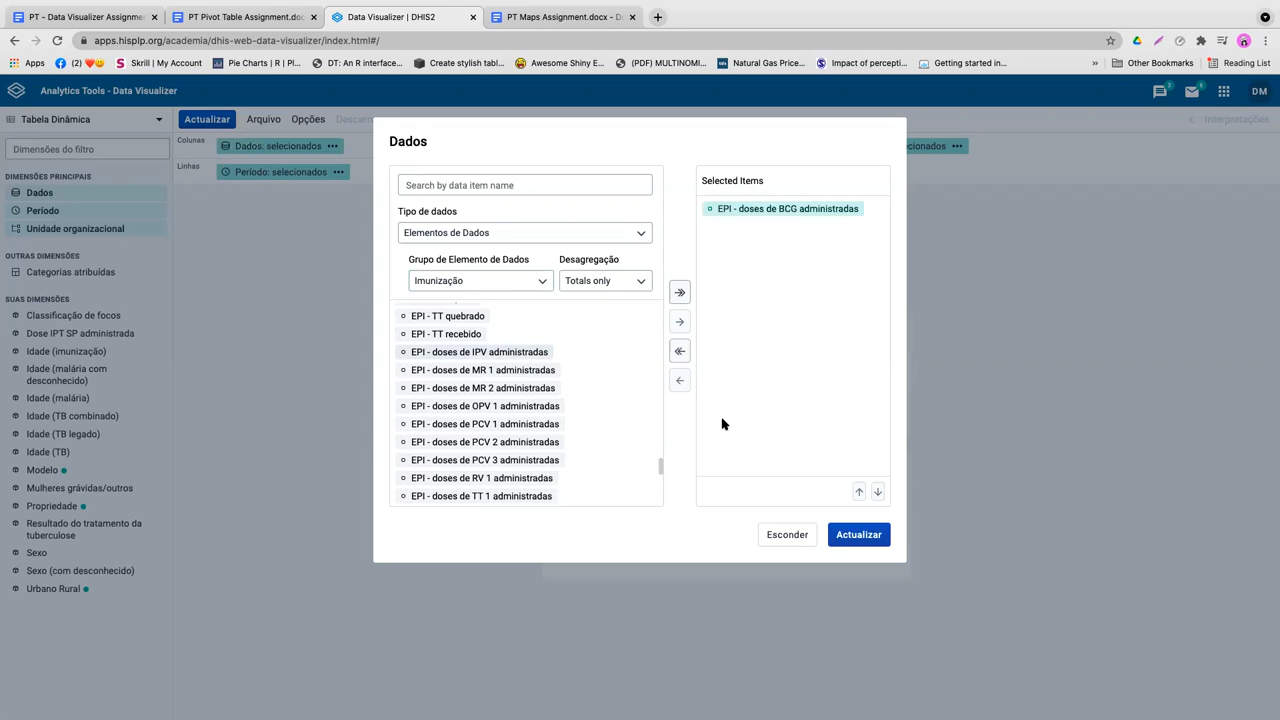 PT - Data Visualizer Assignme
PT Pivot Table Assignment.doc
Data Visualizer | DHIS2
PT Maps Assignment.docx - Do
apps.hisplp.org/academia/dhis-web-data-visualizer/index.html#/
Apps
(2)
Skrill | My Account
Pie Charts | R | Pl...
DT: An R interface...
Create stylish tabl...
Awesome Shiny E...
(PDF) MULTINOMI...
Natural Gas Price...
Impact of percepti...
Getting started in...
»
Other Bookmarks
Reading List
Analytics Tools - Data Visualizer
DM
Tabela Dinâmica
Actualizar
Arquivo
Opções
Descarr
Interpretações
Dimensões do filtro
Colunas
Dados: selecionados
ecionados
Linhas
Período: selecionados
DIMENSÕES PRINCIPAIS
Dados
Período
Unidade organizacional
OUTRAS DIMENSÕES
Categorias atribuídas
SUAS DIMENSÕES
Classificação de focos
Dose IPT SP administrada
Idade (imunização)
Idade (malária com
desconhecido)
Idade (malária)
Idade (TB combinado)
Idade (TB legado)
Idade (TB)
Modelo
Mulheres grávidas/outros
Propriedade
Resultado do tratamento da
tuberculose
Sexo
Sexo (com desconhecido)
Urbano Rural
Dados
Search by data item name
Tipo de dados
Elementos de Dados
Grupo de Elemento de Dados
Desagregação
Imunização
Totals only
EPI - TT quebrado
EPI - TT recebido
EPI - doses de IPV administradas
EPI - doses de MR 1 administradas
EPI - doses de MR 2 administradas
EPI - doses de OPV 1 administradas
EPI - doses de PCV 1 administradas
EPI - doses de PCV 2 administradas
EPI - doses de PCV 3 administradas
EPI - doses de RV 1 administradas
EPI - doses de TT 1 administradas
Selected Items
EPI - doses de BCG administradas
Esconder
Actualizar